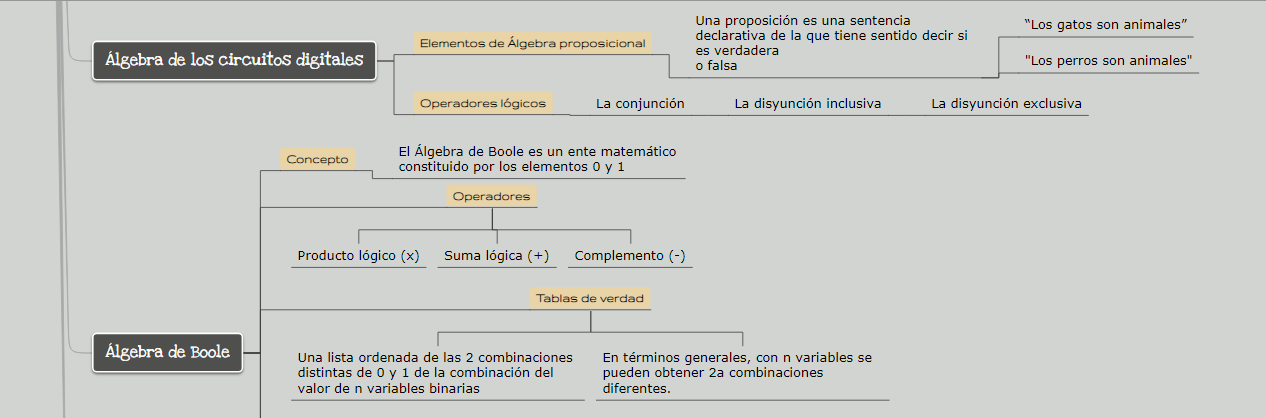 Álgebra de los circuitos digitales
Elementos de Álgebra proposicional
Una proposición es una sentencia
declarativa de la que tiene sentido decir si
es verdadera
o falsa
“Los gatos son animales”
"Los perros son animales"
Operadores lógicos
La conjunción
La disyunción inclusiva
La disyunción exclusiva
Álgebra de Boole
Concepto
El Álgebra de Boole es un ente matemático
constituido por los elementos 0 y 1
Operadores
Producto lógico (x)
Suma lógica (+)
Complemento (-)
Tablas de verdad
Una lista ordenada de las 2 combinaciones
distintas de 0 y 1 de la combinación del
valor de n variables binarias
En términos generales, con n variables se
pueden obtener 2a combinaciones
diferentes.